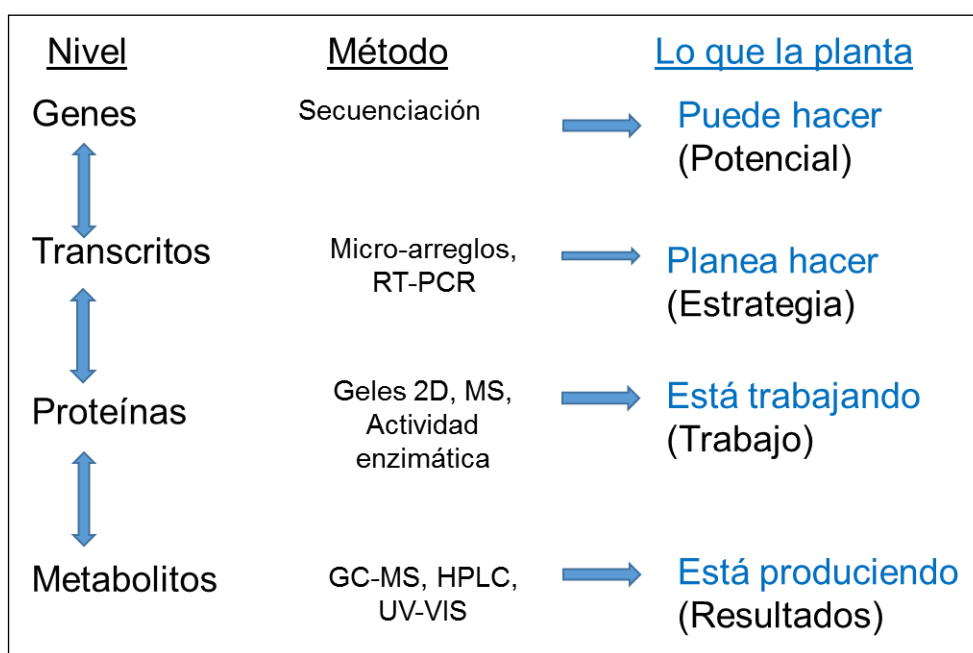 Nivel Método Lo que la planta
Genes Secuenciación Puede hacer
(Potencial)
Transcritos Micro-arreglos, Planea hacer
RT-PCR (Estrategia)
Proteínas Geles 2D, MS, Está trabajando
Actividad (Trabajo)
enzimática
Metabolitos GC-MS, HPLC, Está produciendo
UV-VIS (Resultados)